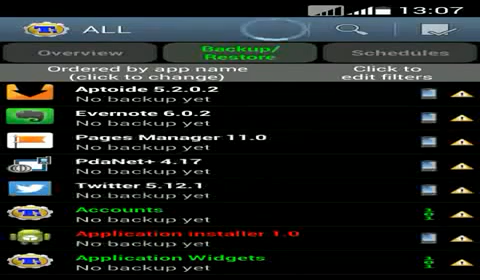 13:07
ALL
Overview
Backup/
Restore
Schedules
Ordered by app name
(click to change)
Click to
edit filters
Aptoide 5.2.0.2
No backup yet
Evernote 6.0.2
No backup yet
Pages Manager 11.0
No backup yet
PdaNet+ 4.17
No backup yet
Twitter 5.12.1
No backup yet
Accounts
No backup yet
Application installer 1.0
No backup yet
Application Widgets
No backup yet